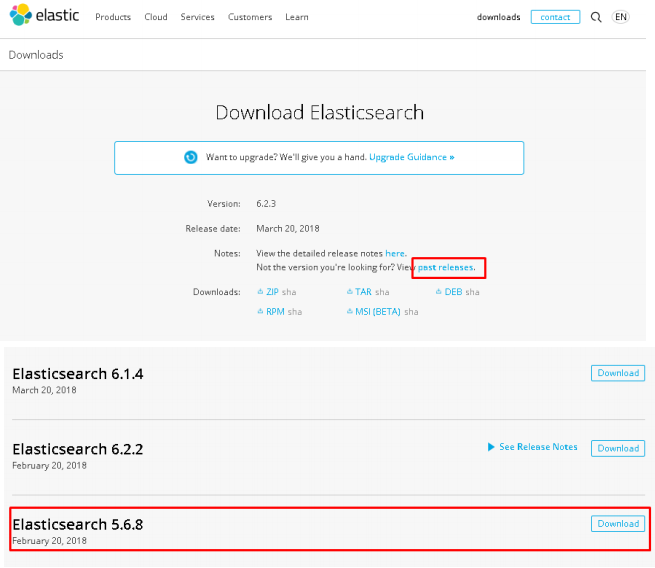 elastic Products Cloud Services Customers Learn downloads contact EN
Downloads
Download Elasticsearch
Want to upgrade? We'll give you a hand. Upgrade Guidance »
Version: 6.2.3
Release date: March 20, 2018
Notes: View the detailed release notes here.
Not the version you're looking for? View past releases.
Downloads: ZIP sha TAR sha DEB sha
RPM sha MSI (BETA) sha
Elasticsearch 6.1.4 Download
March 20, 2018
Elasticsearch 6.2.2 See Release Notes Download
February 20, 2018
Elasticsearch 5.6.8 Download
February 20, 2018